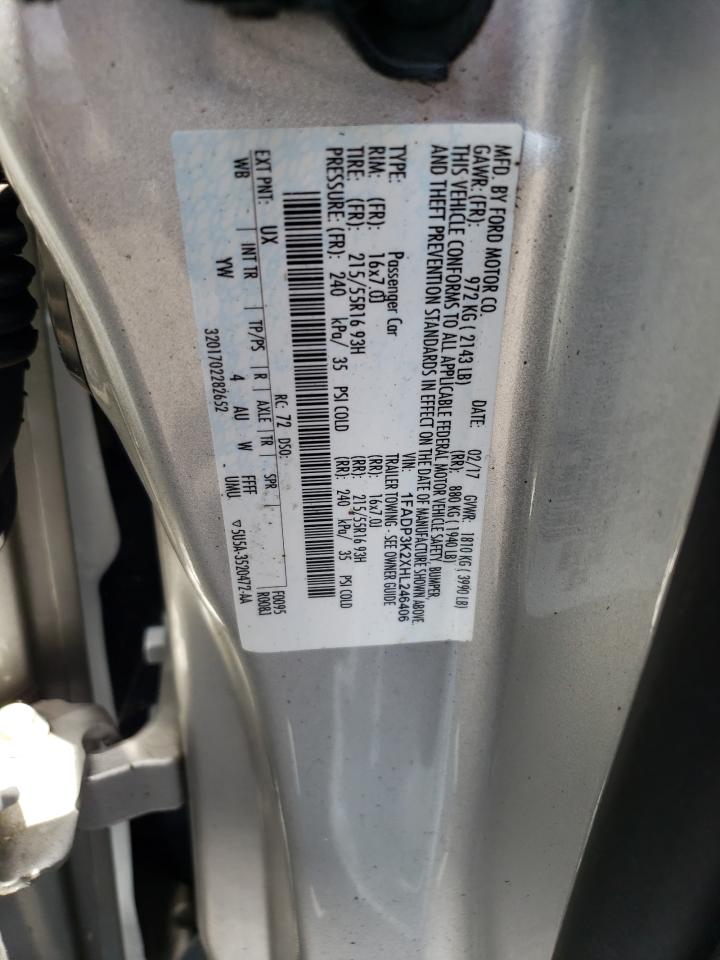 MFD. BY FORD MOTOR CO.
DATE: 02/17 GVWR: 1810 KG ( 3990 LB)
GAWR: (FR): 972 KG ( 2143 LB) (RR): 880 KG ( 1940 LB)
THIS VEHICLE CONFORMS TO ALL APPLICABLE FEDERAL MOTOR VEHICLE SAFETY, BUMPER,
AND THEFT PREVENTION STANDARDS IN EFFECT ON THE DATE OF MANUFACTURE SHOWN ABOVE.
VIN: 1FADP3K2XHL246406
TYPE: Passenger Car TRAILER TOWING - SEE OWNER GUIDE
RIM: (FR): 16x7.0J (RR): 16x7.0J
TIRE: (FR): 215/55R16 93H (RR): 215/55R16 93H
PRESSURE: (FR): 240 kPa/ 35 PSI COLD (RR): 240 kPa/ 35 PSI COLD
RC: 72 DSO: F0095
EXT PNT: UX R0083
WB INT TR TP/PS R AXLE TR SPR
YW 4 AU W FFFF UMU
3201702282652 5U5A-3520472-AA